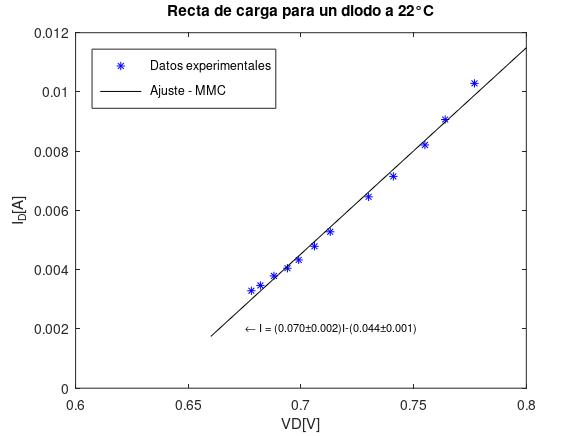 Recta de carga para un diodo a 22°C
0.012
Datos experimentales
0.01
Ajuste - MMC
0.008
I_D[A]
0.006
0.004
← I = (0.070±0.002)I-(0.044±0.001)
0.002
0
0.6
0.65
0.7
0.75
0.8
VD[V]